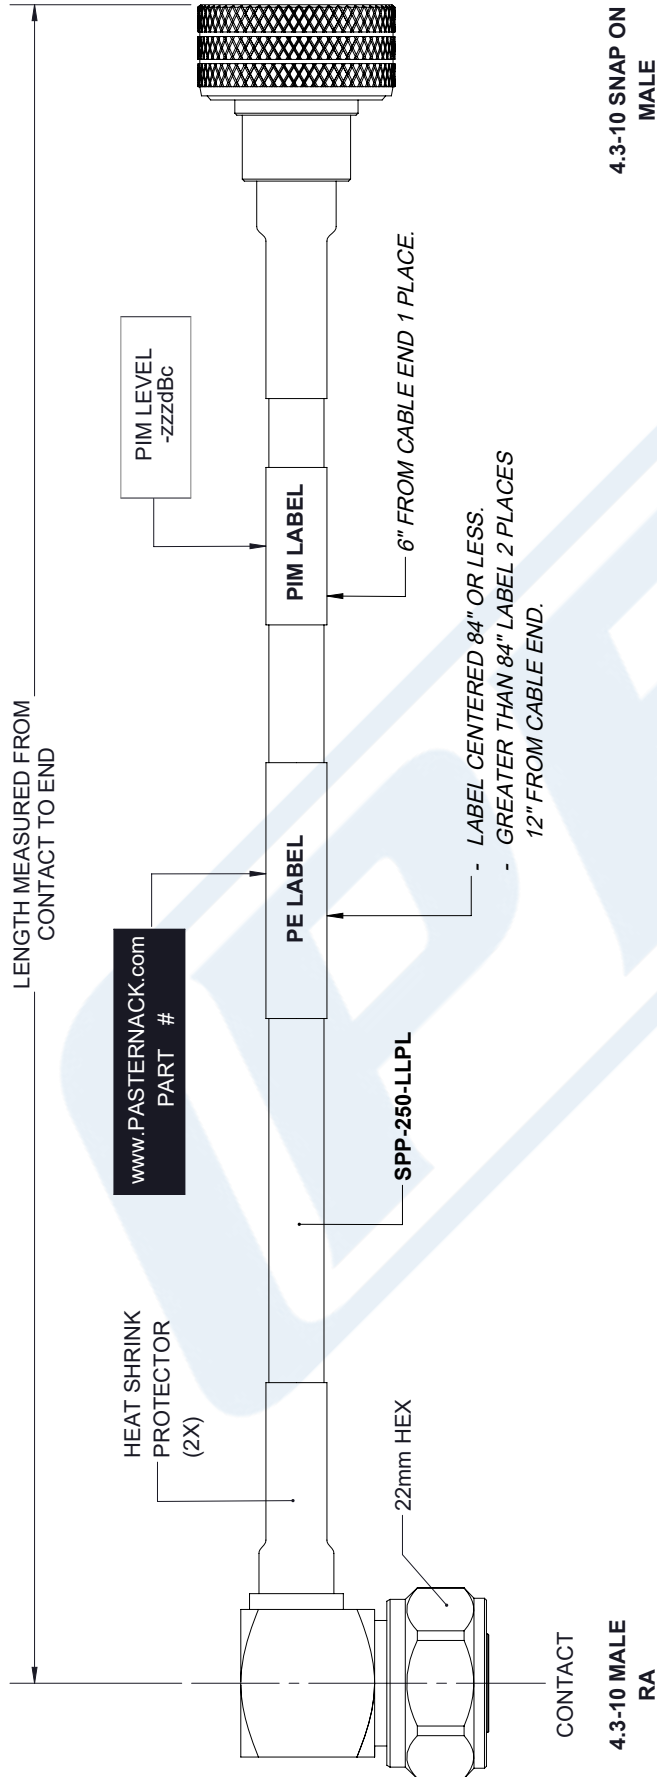 LENGTH MEASURED FROM
CONTACT TO END
HEAT SHRINK
PROTECTOR
(2X)
www.PASTERNACK.com
PART #
PIM LEVEL
-zzzdBc
PE LABEL
PIM LABEL
22mm HEX
SPP-250-LLPL
- LABEL CENTERED 84" OR LESS.
- GREATER THAN 84" LABEL 2 PLACES
12" FROM CABLE END.
6" FROM CABLE END 1 PLACE.
CONTACT
4.3-10 MALE
RA
4.3-10 SNAP ON
MALE